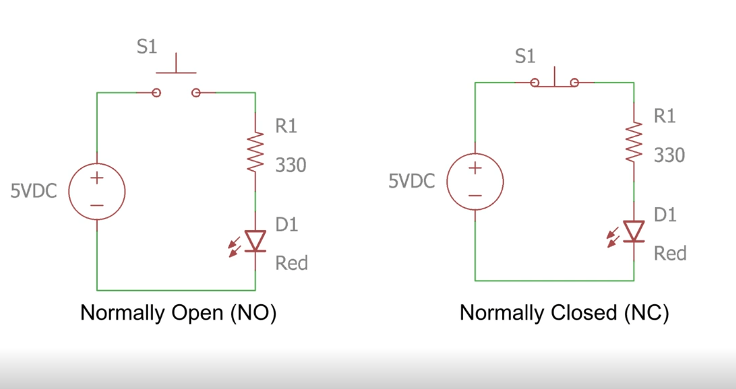 S1
R1
330
5VDC
+
−
D1
Red
Normally Open (NO)
S1
R1
330
5VDC
+
−
D1
Red
Normally Closed (NC)